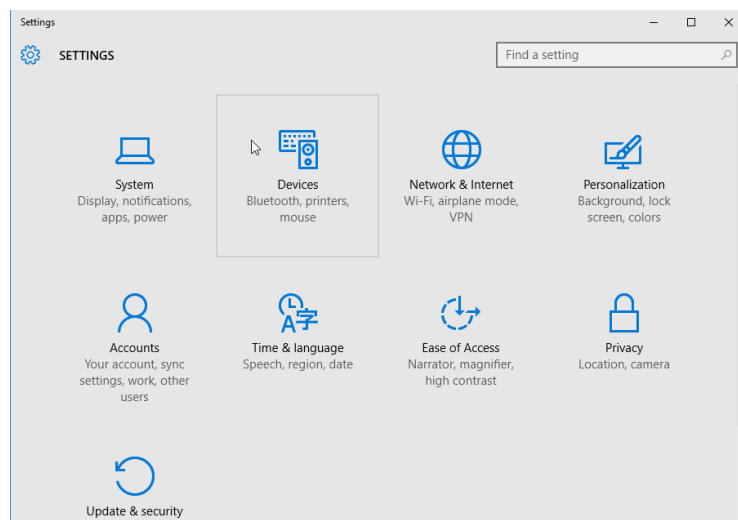 Settings
SETTINGS
Find a setting
System
Display, notifications,
apps, power
Devices
Bluetooth, printers,
mouse
Network & Internet
Wi-Fi, airplane mode,
VPN
Personalization
Background, lock
screen, colors
Accounts
Your account, sync
settings, work, other
users
A字
Time & language
Speech, region, date
Ease of Access
Narrator, magnifier,
high contrast
Privacy
Location, camera
Update & security